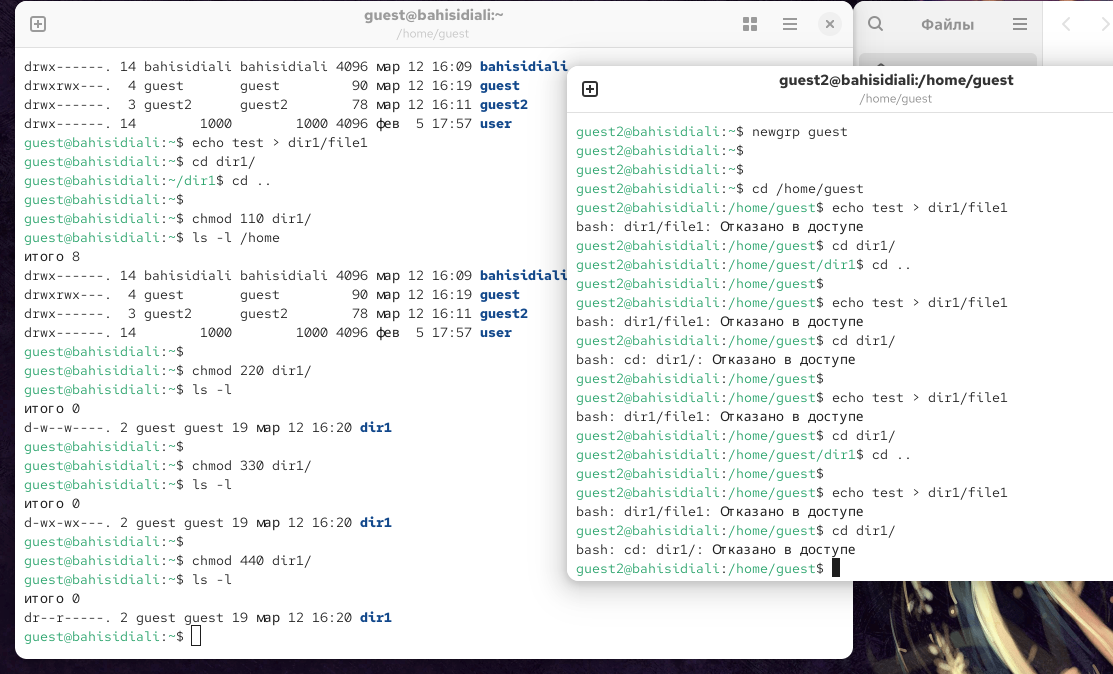 guest@bahisidiali:~
/home/guest
drwx------. 14 bahisidiali bahisidiali 4096 мар 12 16:09 bahisidiali
drwxrwx---.  4 guest       guest         90 мар 12 16:19 guest
drwx------.  3 guest2      guest2        78 мар 12 16:11 guest2
drwx------. 14        1000        1000 4096 фев  5 17:57 user
guest@bahisidiali:~$ echo test > dir1/file1
guest@bahisidiali:~$ cd dir1/
guest@bahisidiali:~/dir1$ cd ..
guest@bahisidiali:~$
guest@bahisidiali:~$ chmod 110 dir1/
guest@bahisidiali:~$ ls -l /home
итого 8
drwx------. 14 bahisidiali bahisidiali 4096 мар 12 16:09 bahisidiali
drwxrwx---.  4 guest       guest         90 мар 12 16:19 guest
drwx------.  3 guest2      guest2        78 мар 12 16:11 guest2
drwx------. 14        1000        1000 4096 фев  5 17:57 user
guest@bahisidiali:~$
guest@bahisidiali:~$ chmod 220 dir1/
guest@bahisidiali:~$ ls -l
итого 0
d-w--w----. 2 guest guest 19 мар 12 16:20 dir1
guest@bahisidiali:~$
guest@bahisidiali:~$ chmod 330 dir1/
guest@bahisidiali:~$ ls -l
итого 0
d-wx-wx---. 2 guest guest 19 мар 12 16:20 dir1
guest@bahisidiali:~$
guest@bahisidiali:~$ chmod 440 dir1/
guest@bahisidiali:~$ ls -l
итого 0
dr--r-----. 2 guest guest 19 мар 12 16:20 dir1
guest@bahisidiali:~$
Файлы
guest2@bahisidiali:/home/guest
/home/guest
guest2@bahisidiali:~$ newgrp guest
guest2@bahisidiali:~$
guest2@bahisidiali:~$
guest2@bahisidiali:~$ cd /home/guest
guest2@bahisidiali:/home/guest$ echo test > dir1/file1
bash: dir1/file1: Отказано в доступе
guest2@bahisidiali:/home/guest$ cd dir1/
guest2@bahisidiali:/home/guest/dir1$ cd ..
guest2@bahisidiali:/home/guest$
guest2@bahisidiali:/home/guest$ echo test > dir1/file1
bash: dir1/file1: Отказано в доступе
guest2@bahisidiali:/home/guest$ cd dir1/
bash: cd: dir1/: Отказано в доступе
guest2@bahisidiali:/home/guest$
guest2@bahisidiali:/home/guest$ echo test > dir1/file1
bash: dir1/file1: Отказано в доступе
guest2@bahisidiali:/home/guest$ cd dir1/
guest2@bahisidiali:/home/guest/dir1$ cd ..
guest2@bahisidiali:/home/guest$
guest2@bahisidiali:/home/guest$ echo test > dir1/file1
bash: dir1/file1: Отказано в доступе
guest2@bahisidiali:/home/guest$ cd dir1/
bash: cd: dir1/: Отказано в доступе
guest2@bahisidiali:/home/guest$